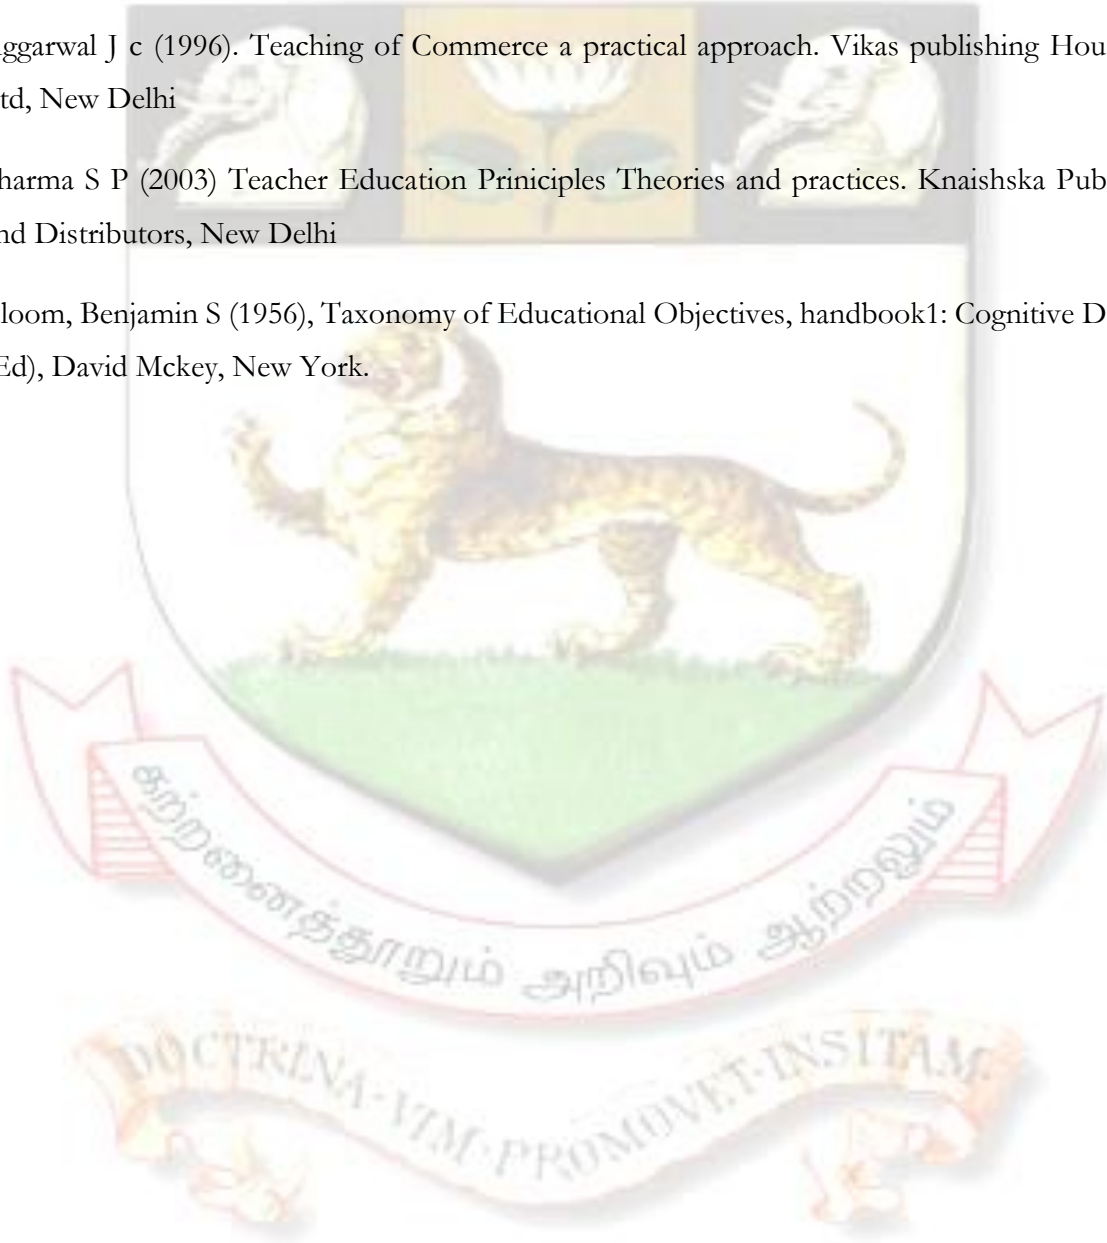 ggarwal J c (1996). Teaching of Commerce a practical approach. Vikas publishing Hou
td, New Delhi
harma S P (2003) Teacher Education Priniciples Theories and practices. Knaishska Pub
nd Distributors, New Delhi
loom, Benjamin S (1956), Taxonomy of Educational Objectives, handbook1: Cognitive D
Ed), David Mckey, New York.
கற்றனைத்தூறும் அறிவும் ஆற்றலும்
DOCTRINA·VIM·PROMOVET·INSITAM.